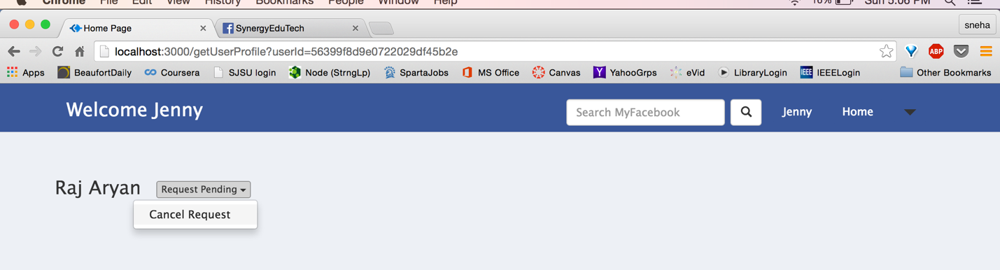 Chrome File Edit View History Bookmarks People Window Help 16% Sun 5:06 PM
Home Page SynergyEduTech sneha
localhost:3000/getUserProfile?userId=56399f8d9e0722029df45b2e ABP
Apps BeaufortDaily Coursera SJSU login Node (StrngLp) SpartaJobs MS Office Canvas YahooGrps eVid LibraryLogin IEEE IEEELogin Other Bookmarks
Welcome Jenny Search MyFacebook Jenny Home
Raj Aryan Request Pending
Cancel Request